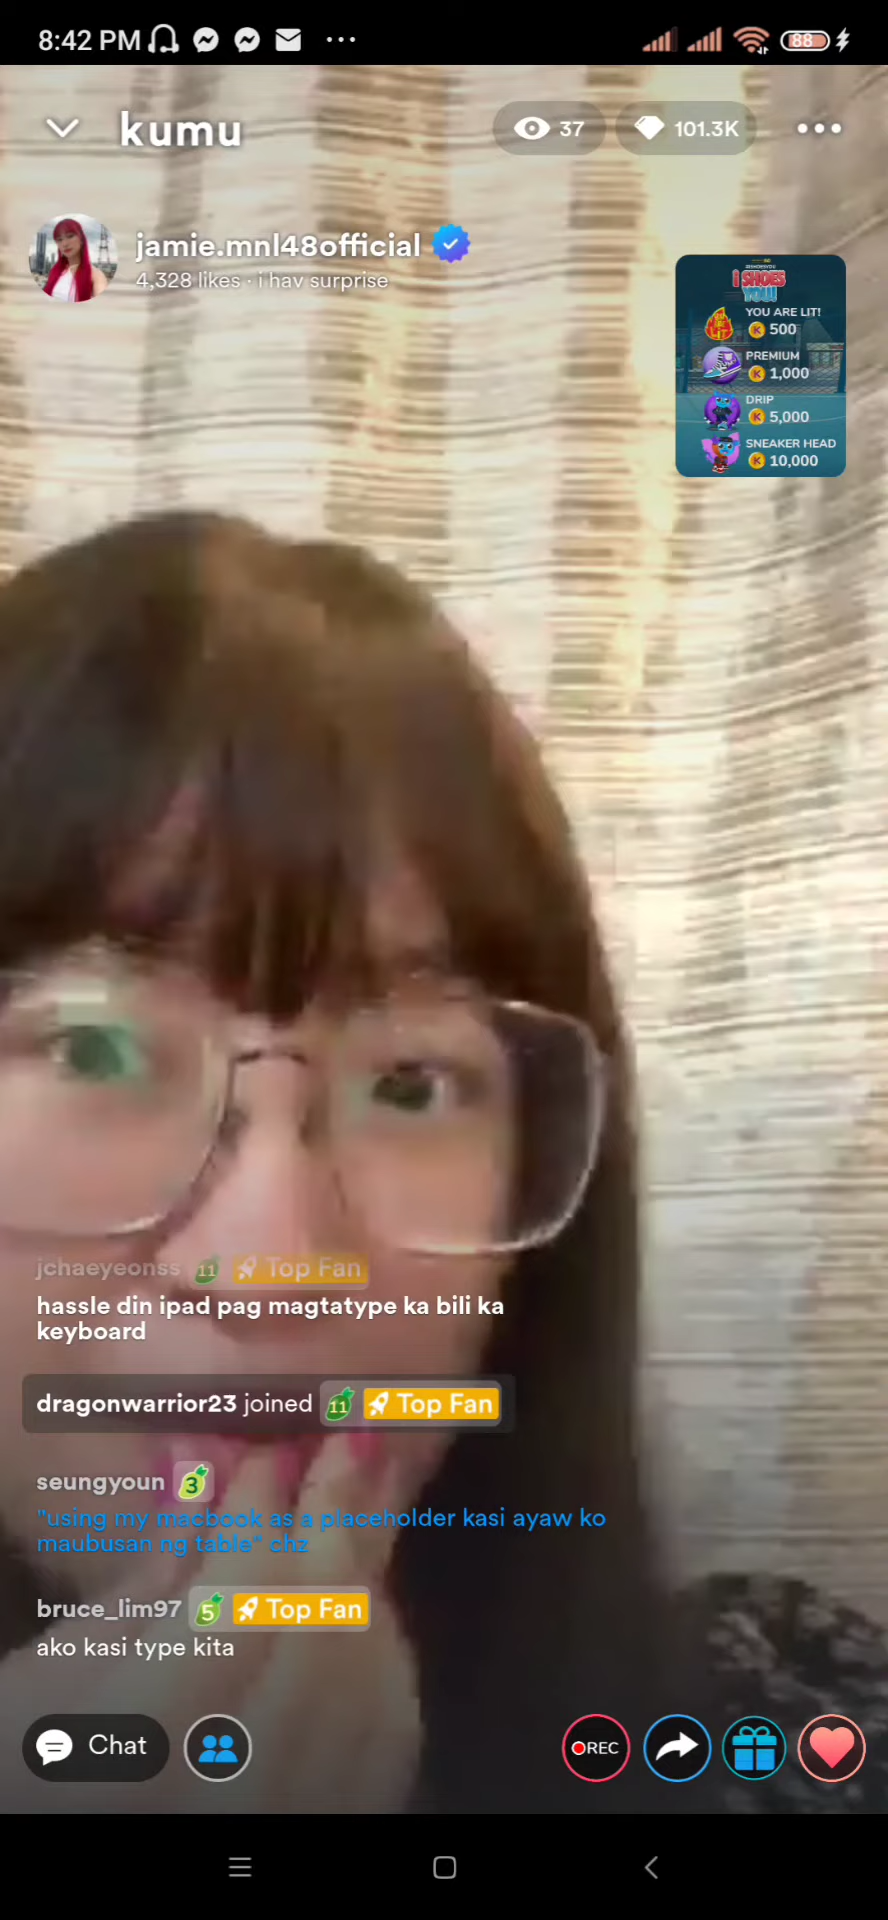 8:42 PM
88
kumu
37
101.3K
jamie.mnl48official
4,328 likes · i hav surprise
i SHOES
YOU!
YOU ARE LIT!
500
PREMIUM
1,000
DRIP
5,000
SNEAKER HEAD
10,000
jchaeyeonss 11 Top Fan
hassle din ipad pag magtatype ka bili ka
keyboard
dragonwarrior23 joined 11 Top Fan
seungyoun 3
"using my macbook as a placeholder kasi ayaw ko
maubusan ng table" chz
bruce_lim97 5 Top Fan
ako kasi type kita
Chat
REC